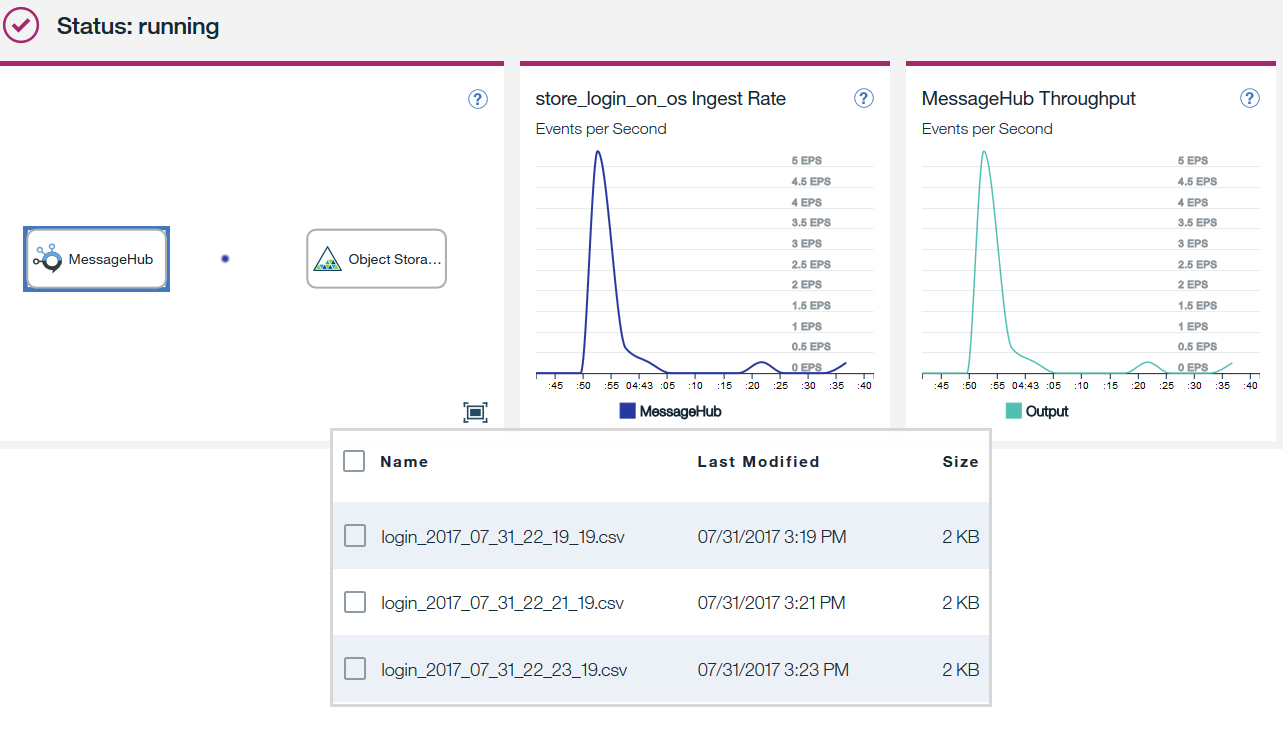 Status: running
?
MessageHub
Object Stora...
store_login_on_os Ingest Rate
?
Events per Second
5 EPS
4.5 EPS
4 EPS
3.5 EPS
3 EPS
2.5 EPS
2 EPS
1.5 EPS
1 EPS
0.5 EPS
0 EPS
:45 :50 :55 04:43 :05 :10 :15 :20 :25 :30 :35 :40
MessageHub
MessageHub Throughput
?
Events per Second
5 EPS
4.5 EPS
4 EPS
3.5 EPS
3 EPS
2.5 EPS
2 EPS
1.5 EPS
1 EPS
0.5 EPS
0 EPS
:45 :50 :55 04:43 :05 :10 :15 :20 :25 :30 :35 :40
Output
Name Last Modified Size
login_2017_07_31_22_19_19.csv 07/31/2017 3:19 PM 2 KB
login_2017_07_31_22_21_19.csv 07/31/2017 3:21 PM 2 KB
login_2017_07_31_22_23_19.csv 07/31/2017 3:23 PM 2 KB